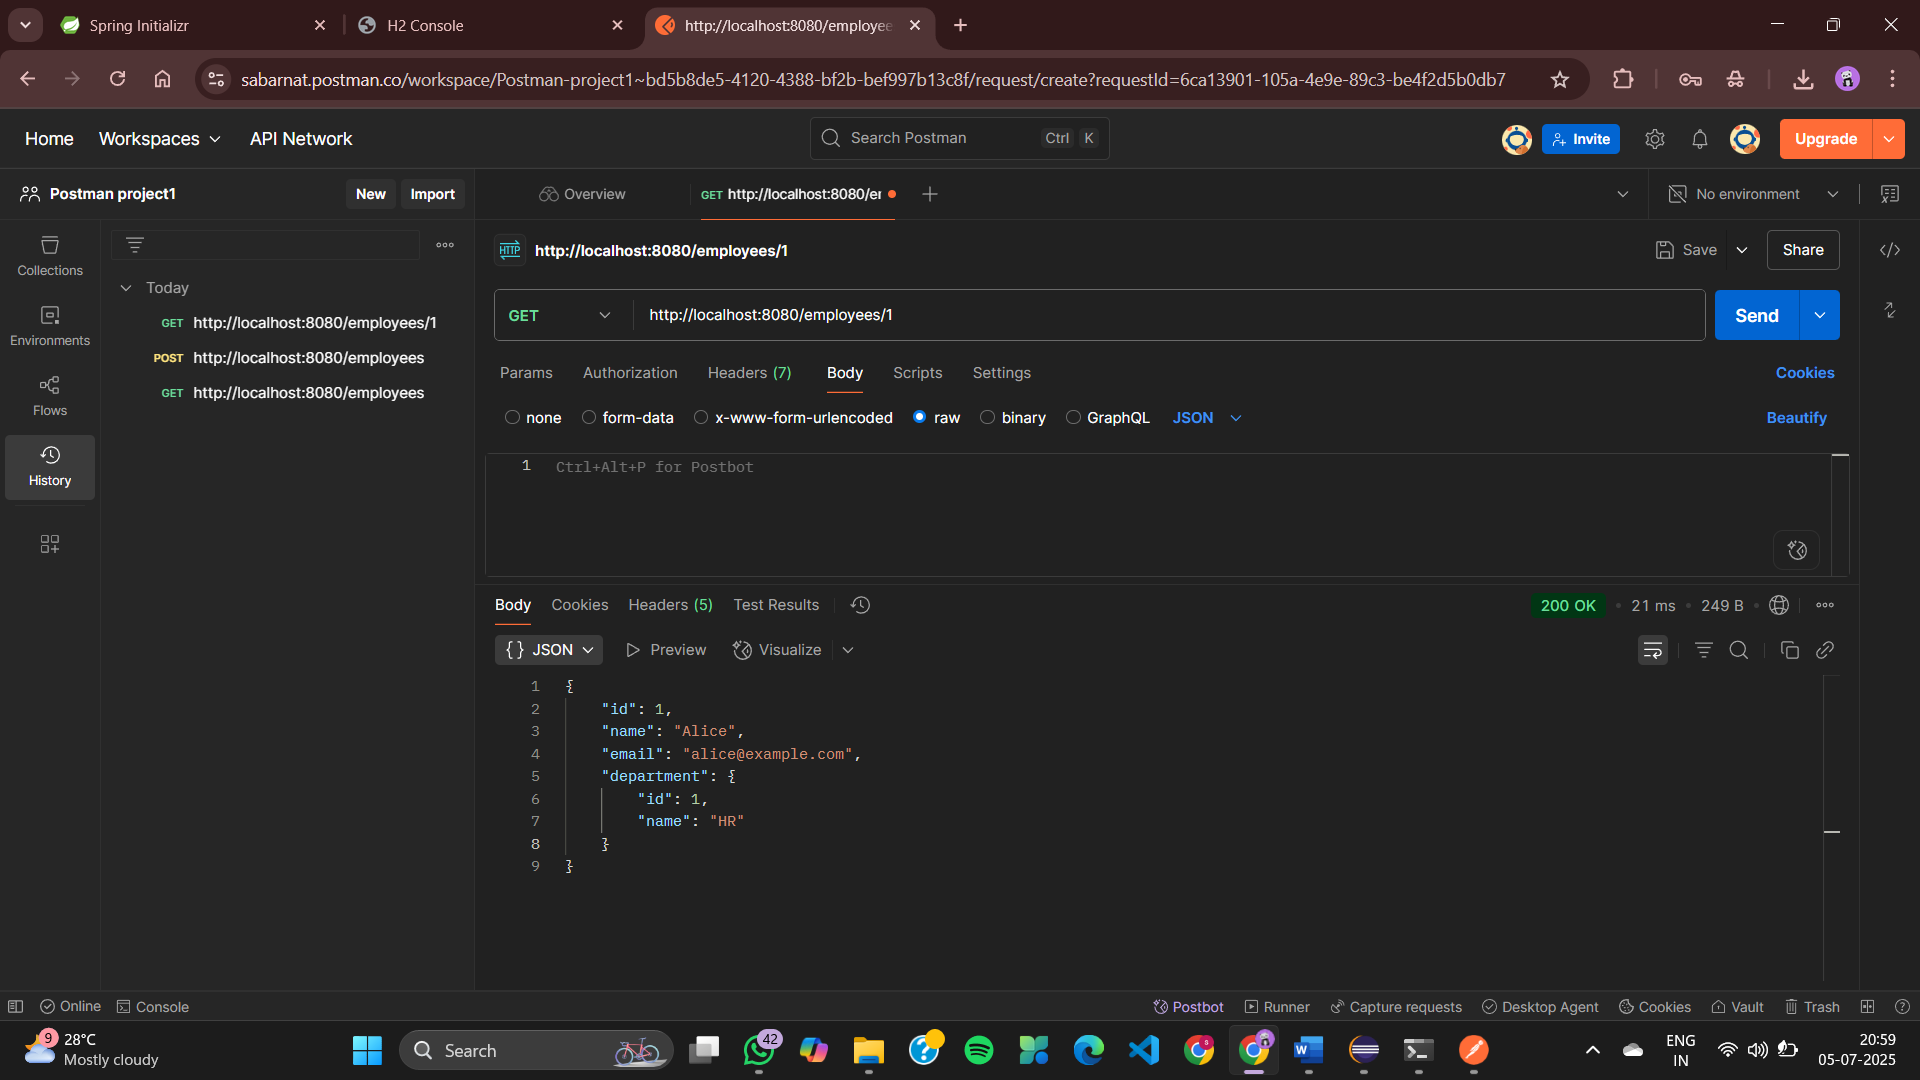 Spring Initializr
H2 Console
http://localhost:8080/employee
sabarnat.postman.co/workspace/Postman-project1~bd5b8de5-4120-4388-bf2b-bef997b13c8f/request/create?requestId=6ca13901-105a-4e9e-89c3-be4f2d5b0db7
Home Workspaces API Network
Search Postman Ctrl K
Invite Upgrade
Postman project1 New Import
Overview GET http://localhost:8080/er No environment
Collections
Environments
Flows
History
Today
GET http://localhost:8080/employees/1
POST http://localhost:8080/employees
GET http://localhost:8080/employees
HTTP http://localhost:8080/employees/1 Save Share
GET http://localhost:8080/employees/1 Send
Params Authorization Headers (7) Body Scripts Settings Cookies
none form-data x-www-form-urlencoded raw binary GraphQL JSON Beautify
1 Ctrl+Alt+P for Postbot
Body Cookies Headers (5) Test Results 200 OK • 21 ms • 249 B •
{ } JSON Preview Visualize
1 {
2 "id": 1,
3 "name": "Alice",
4 "email": "alice@example.com",
5 "department": {
6 "id": 1,
7 "name": "HR"
8 }
9 }
Online Console Postbot Runner Capture requests Desktop Agent Cookies Vault Trash
9 28°C
Mostly cloudy
Search
42
8
ENG
IN
20:59
05-07-2025